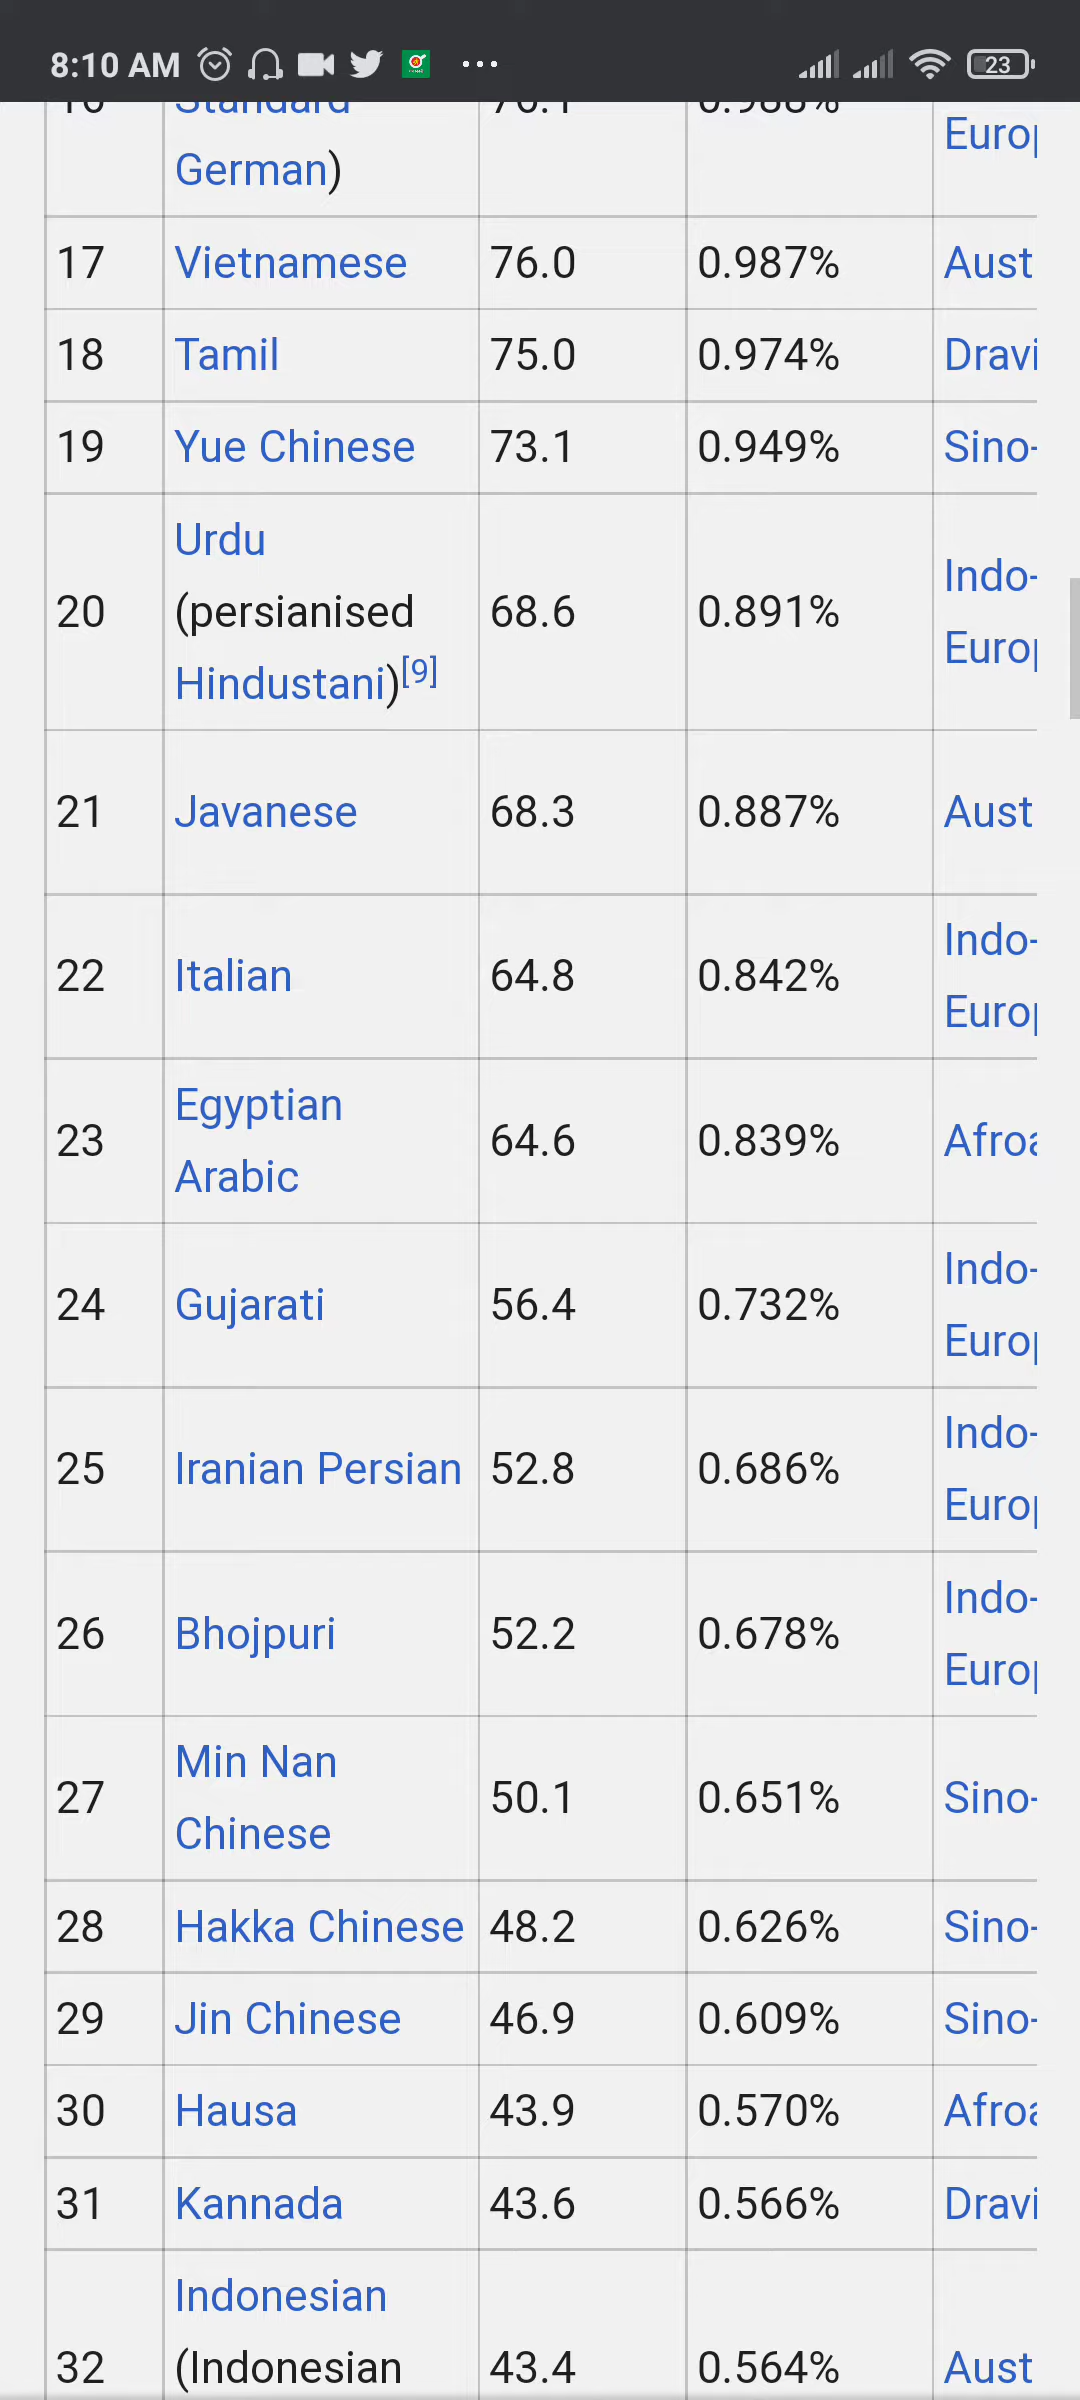 8:10 AM ... 23
Europ
German)
17 Vietnamese 76.0 0.987% Aust
18 Tamil 75.0 0.974% Dravi
19 Yue Chinese 73.1 0.949% Sino-
Urdu
Indo-
20 (persianised 68.6 0.891%
Europ
Hindustani)[9]
21 Javanese 68.3 0.887% Aust
Indo-
22 Italian 64.8 0.842%
Europ
Egyptian
23 64.6 0.839% Afroa
Arabic
Indo-
24 Gujarati 56.4 0.732%
Europ
Indo-
25 Iranian Persian 52.8 0.686%
Europ
Indo-
26 Bhojpuri 52.2 0.678%
Europ
Min Nan
27 50.1 0.651% Sino-
Chinese
28 Hakka Chinese 48.2 0.626% Sino-
29 Jin Chinese 46.9 0.609% Sino-
30 Hausa 43.9 0.570% Afroa
31 Kannada 43.6 0.566% Dravi
Indonesian
32 (Indonesian 43.4 0.564% Aust